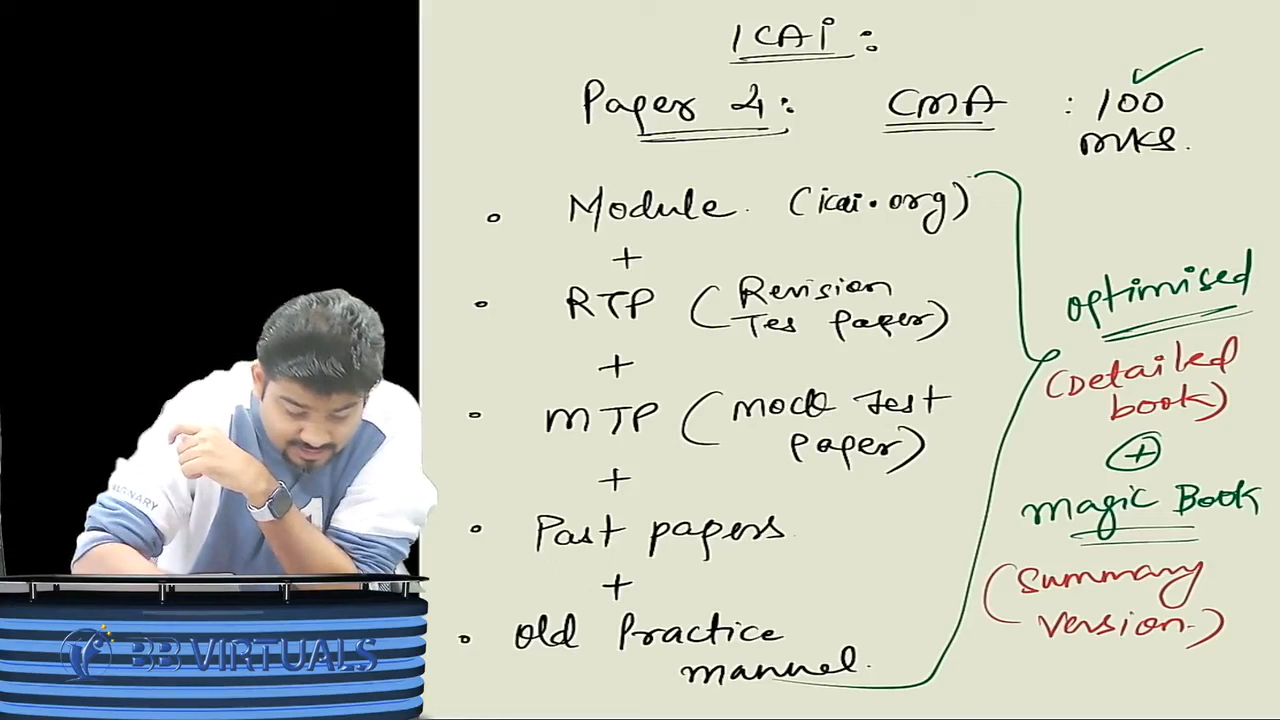 ICAI:
Paper 4: CMA : 100
mks.
• Module. (icai.org)
+
• RTP (Revision
Tes paper)
+
• MTP (Mock Test
paper)
+
• Past papers
+
• Old Practice
manual.
optimised
(Detailed
book)
+
Magic Book
(Summary
version.)
IMAGINARY
BB VIRTUALS